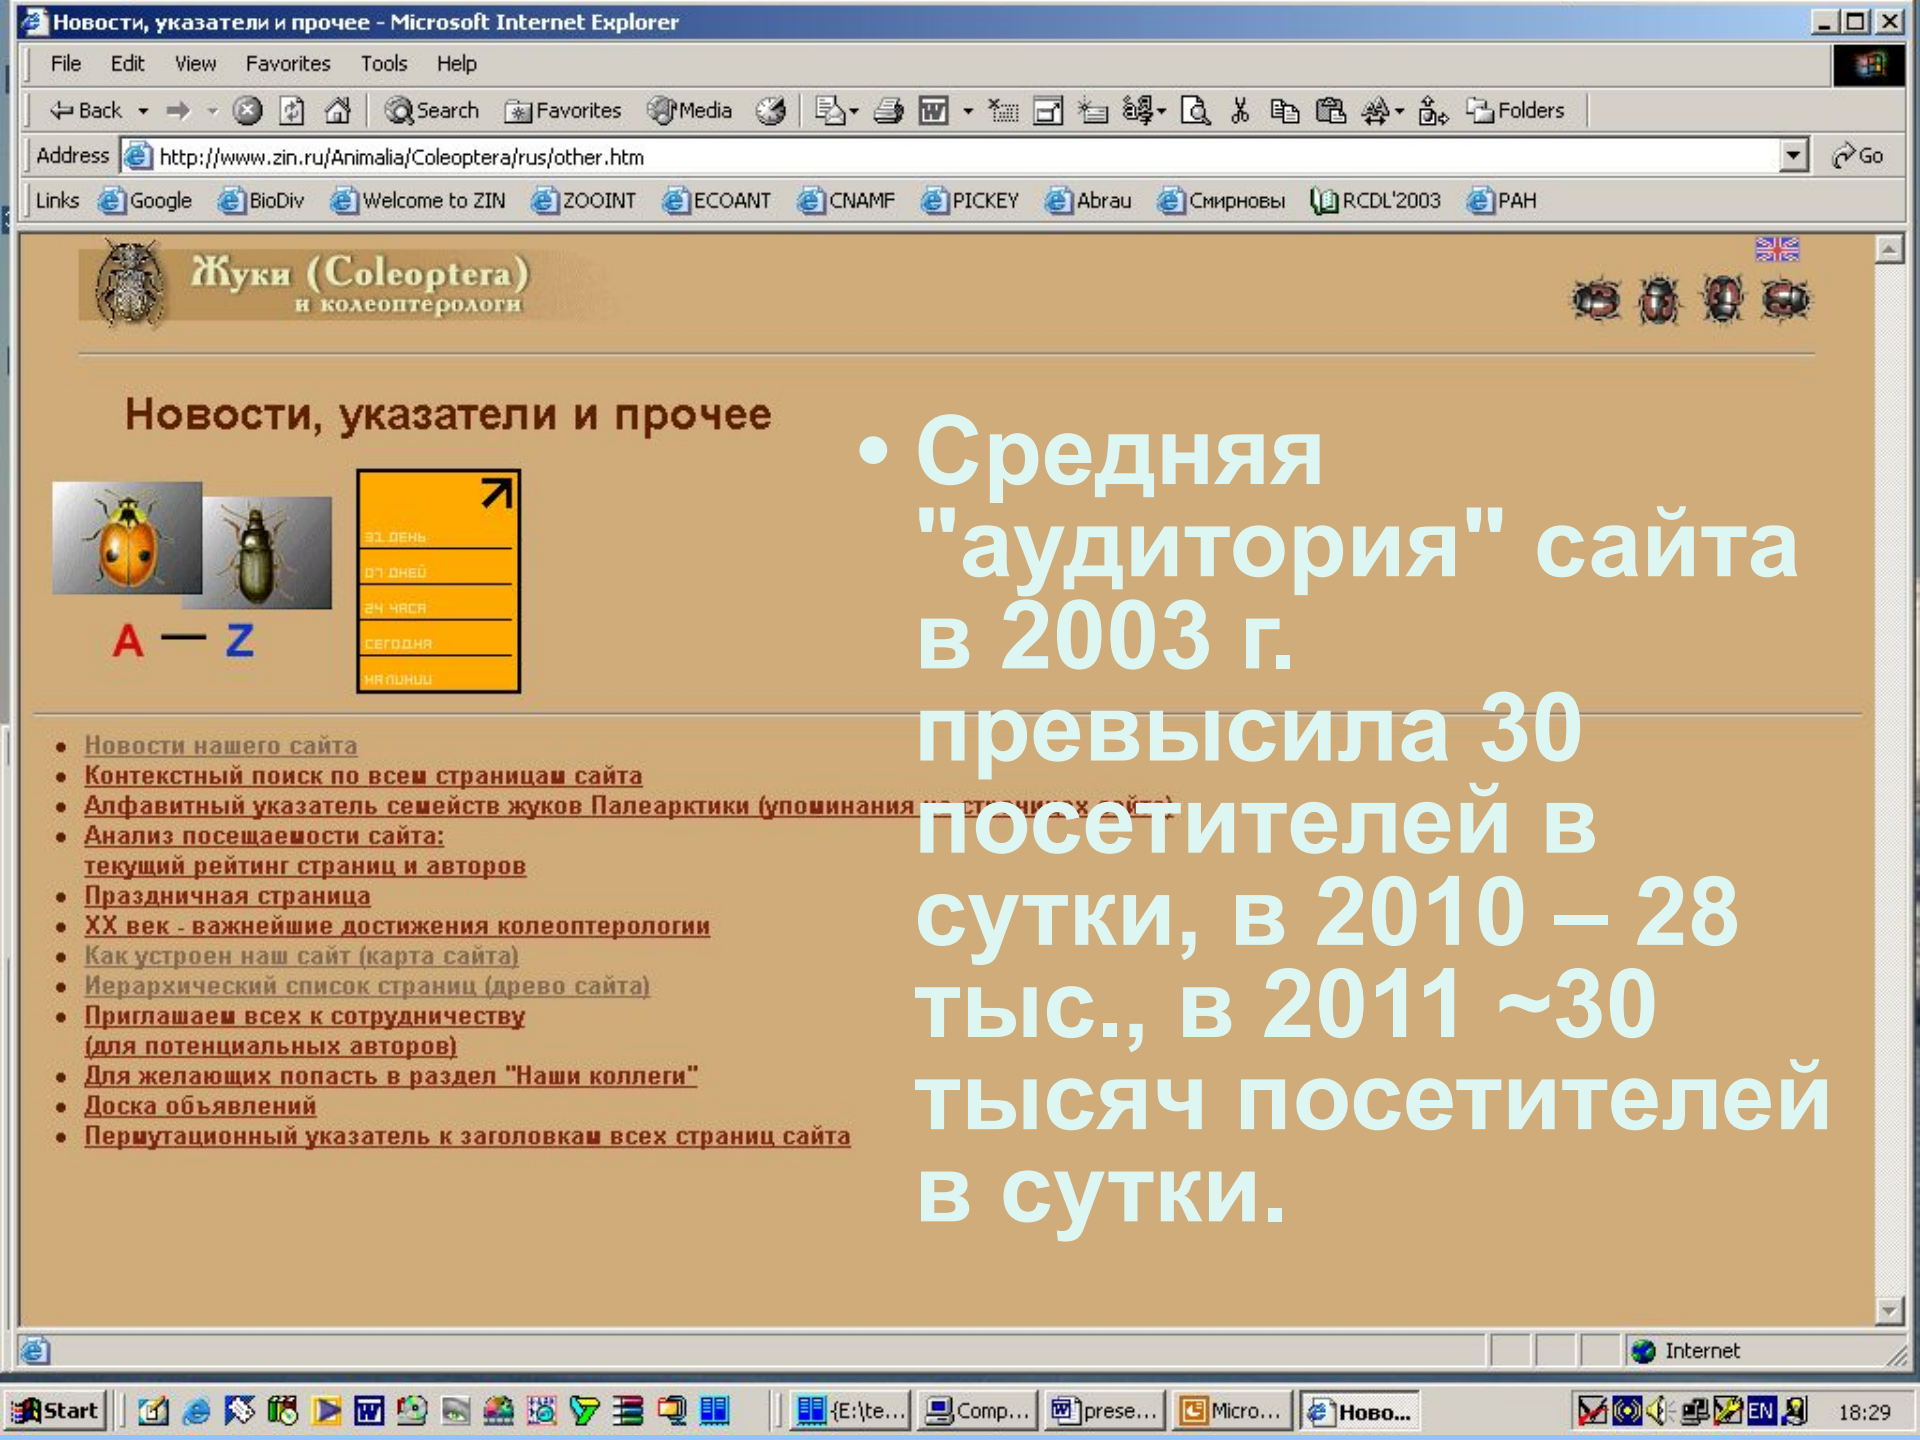 Новости, указатели и прочее - Microsoft Internet Explorer
File Edit View Favorites Tools Help
Back Search Favorites Media Folders
Address http://www.zin.ru/Animalia/Coleoptera/rus/other.htm Go
Links Google BioDiv Welcome to ZIN ZOOINT ECOANT CNAMF PICKEY Abrau Смирновы RCDL'2003 РАН
Жуки (Coleoptera)
и колеоптерологи
Новости, указатели и прочее
31 ДЕНЬ
07 ДНЕЙ
24 ЧАСА
СЕГОДНЯ
НА ЛИНИИ
A — Z
• Новости нашего сайта
• Контекстный поиск по всем страницам сайта
• Алфавитный указатель семейств жуков Палеарктики (упоминания на страницах сайта)
• Анализ посещаемости сайта:
текущий рейтинг страниц и авторов
• Праздничная страница
• XX век - важнейшие достижения колеоптерологии
• Как устроен наш сайт (карта сайта)
• Иерархический список страниц (древо сайта)
• Приглашаем всех к сотрудничеству
(для потенциальных авторов)
• Для желающих попасть в раздел "Наши коллеги"
• Доска объявлений
• Пермутационный указатель к заголовкам всех страниц сайта
• Средняя
"аудитория" сайта
в 2003 г.
превысила 30
посетителей в
сутки, в 2010 – 28
тыс., в 2011 ~30
тысяч посетителей
в сутки.
Internet
Start {E:\te... Comp... prese... Micro... Ново... EN 18:29